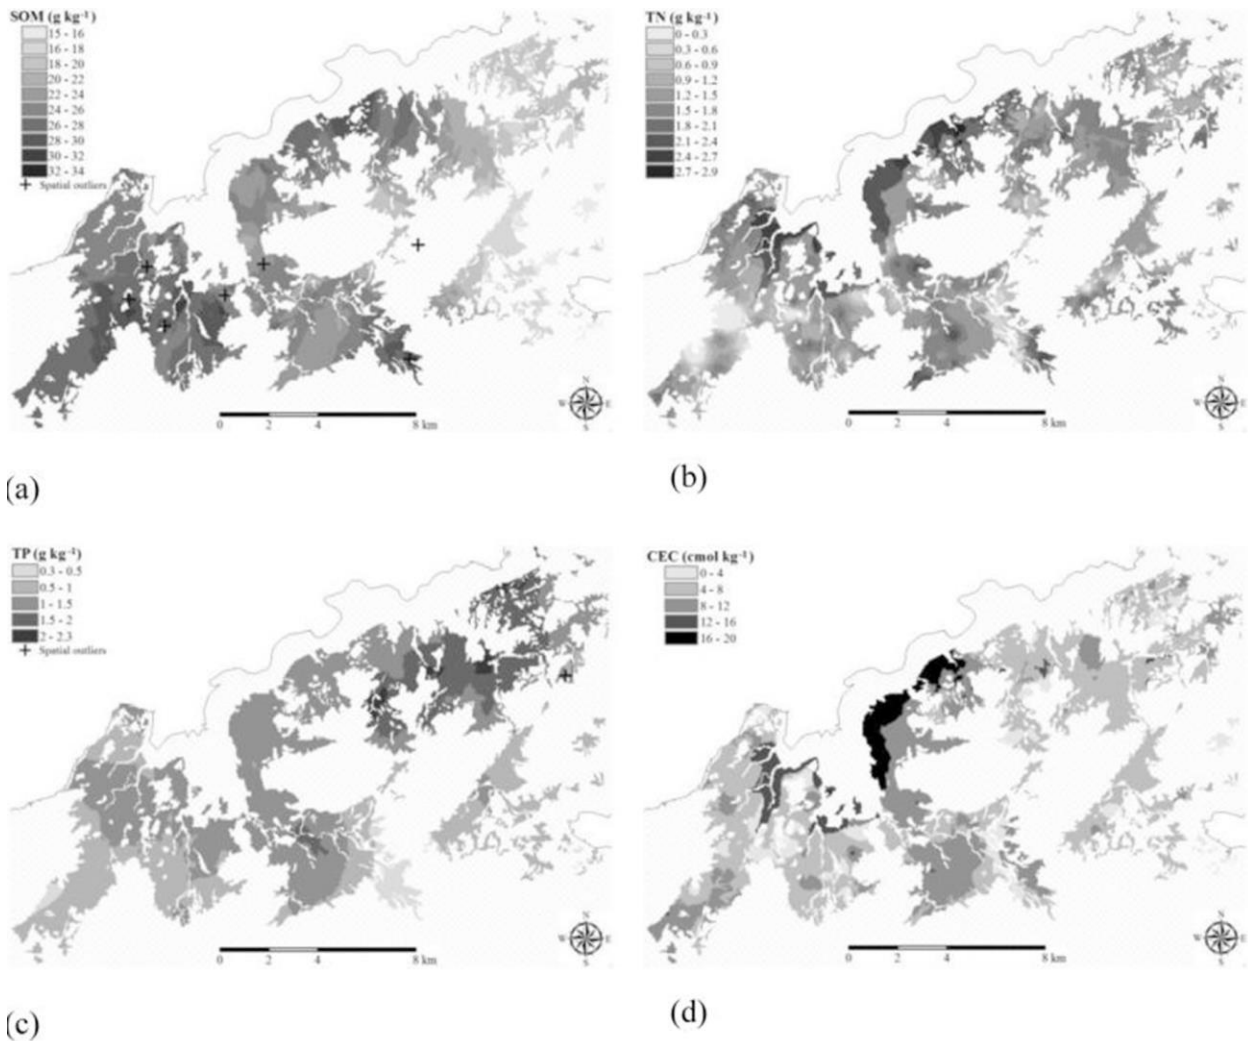 SOM (g kg⁻¹)
15 - 16
16 - 18
18 - 20
20 - 22
22 - 24
24 - 26
26 - 28
28 - 30
30 - 32
32 - 34
Spatial outliers
N
W E
S
0 2 4 8 km
(a)
TN (g kg⁻¹)
0 - 0.3
0.3 - 0.6
0.6 - 0.9
0.9 - 1.2
1.2 - 1.5
1.5 - 1.8
1.8 - 2.1
2.1 - 2.4
2.4 - 2.7
2.7 - 2.9
N
W E
S
0 2 4 8 km
(b)
TP (g kg⁻¹)
0.3 - 0.5
0.5 - 1
1 - 1.5
1.5 - 2
2 - 2.3
Spatial outliers
N
W E
S
0 2 4 8 km
(c)
CEC (cmol kg⁻¹)
0 - 4
4 - 8
8 - 12
12 - 16
16 - 20
N
W E
S
0 2 4 8 km
(d)